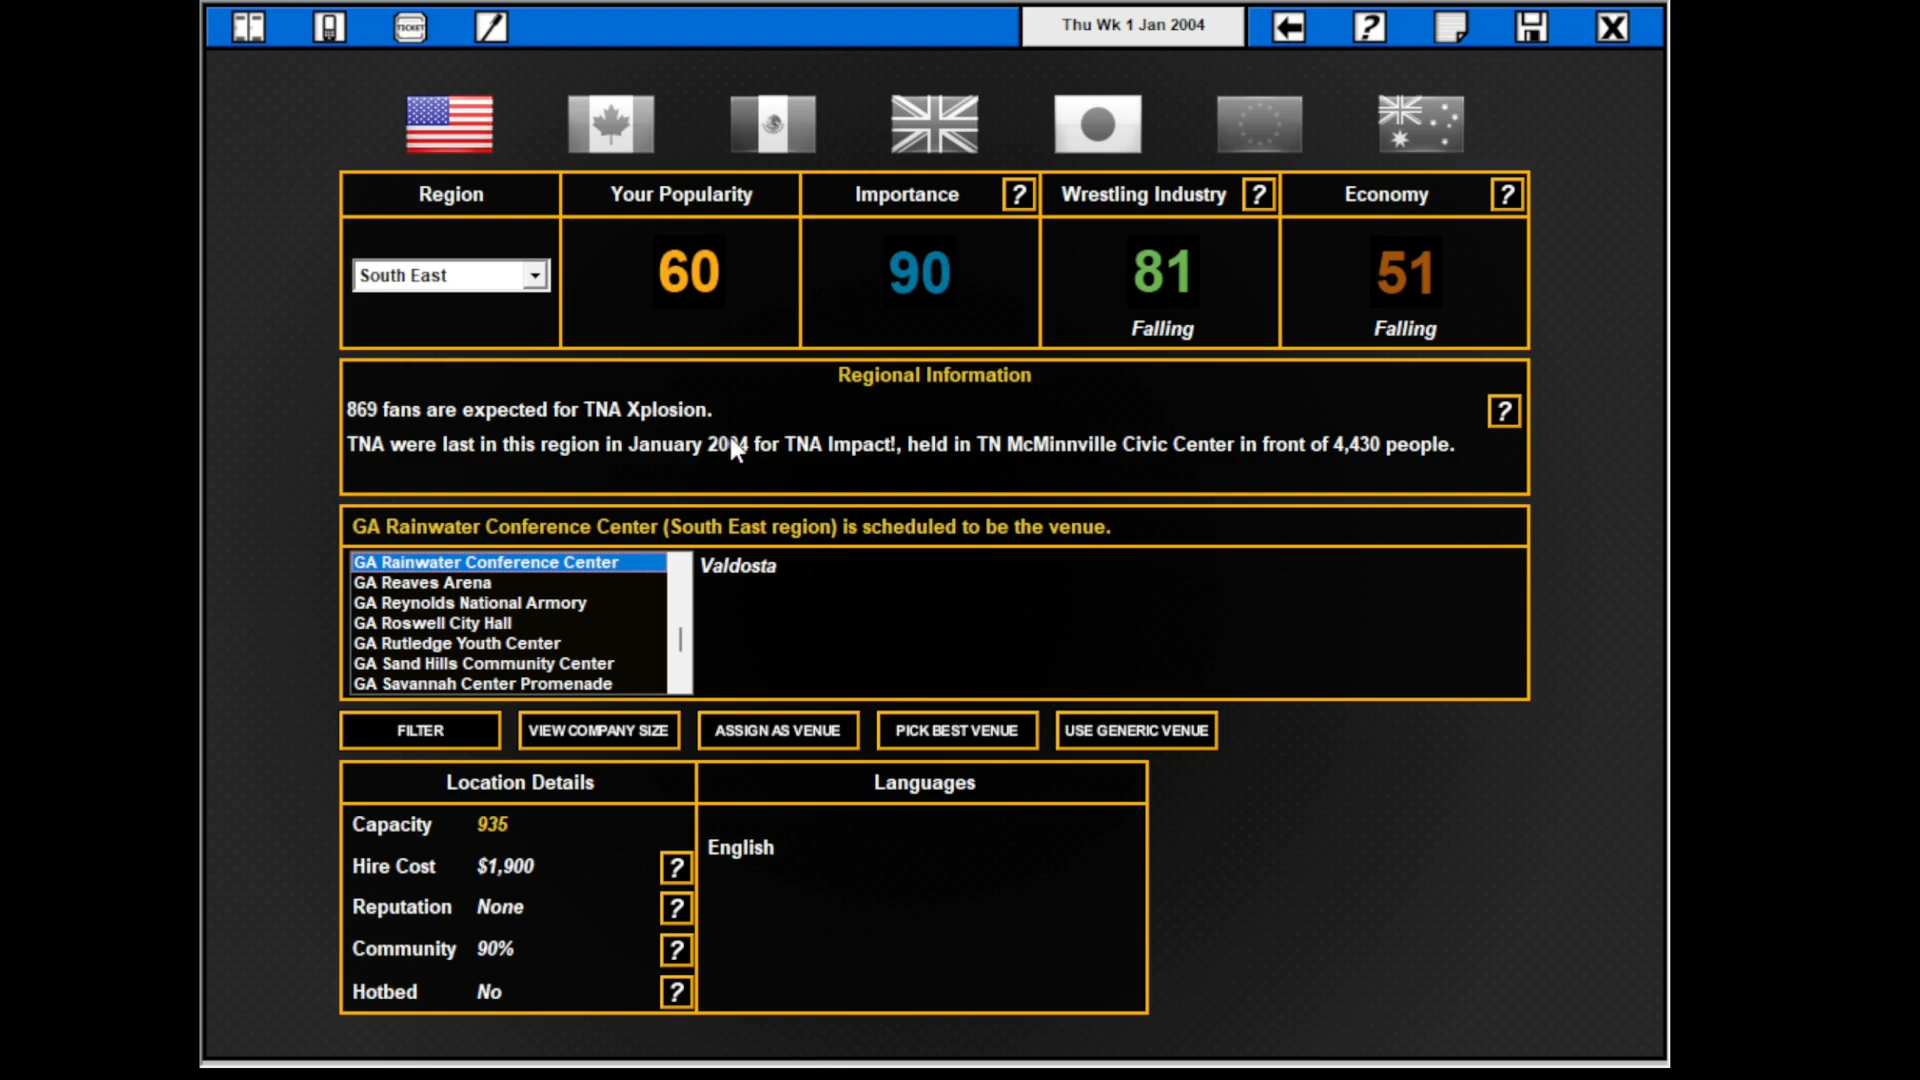 TICKET
Thu Wk 1 Jan 2004
?
Region
Your Popularity
Importance
?
Wrestling Industry
?
Economy
?
South East
60
90
81
Falling
51
Falling
Regional Information
869 fans are expected for TNA Xplosion.
?
TNA were last in this region in January 2004 for TNA Impact!, held in TN McMinnville Civic Center in front of 4,430 people.
GA Rainwater Conference Center (South East region) is scheduled to be the venue.
GA Rainwater Conference Center
GA Reaves Arena
GA Reynolds National Armory
GA Roswell City Hall
GA Rutledge Youth Center
GA Sand Hills Community Center
GA Savannah Center Promenade
Valdosta
FILTER
VIEW COMPANY SIZE
ASSIGN AS VENUE
PICK BEST VENUE
USE GENERIC VENUE
Location Details
Languages
Capacity 935
Hire Cost $1,900 ?
Reputation None ?
Community 90% ?
Hotbed No ?
English